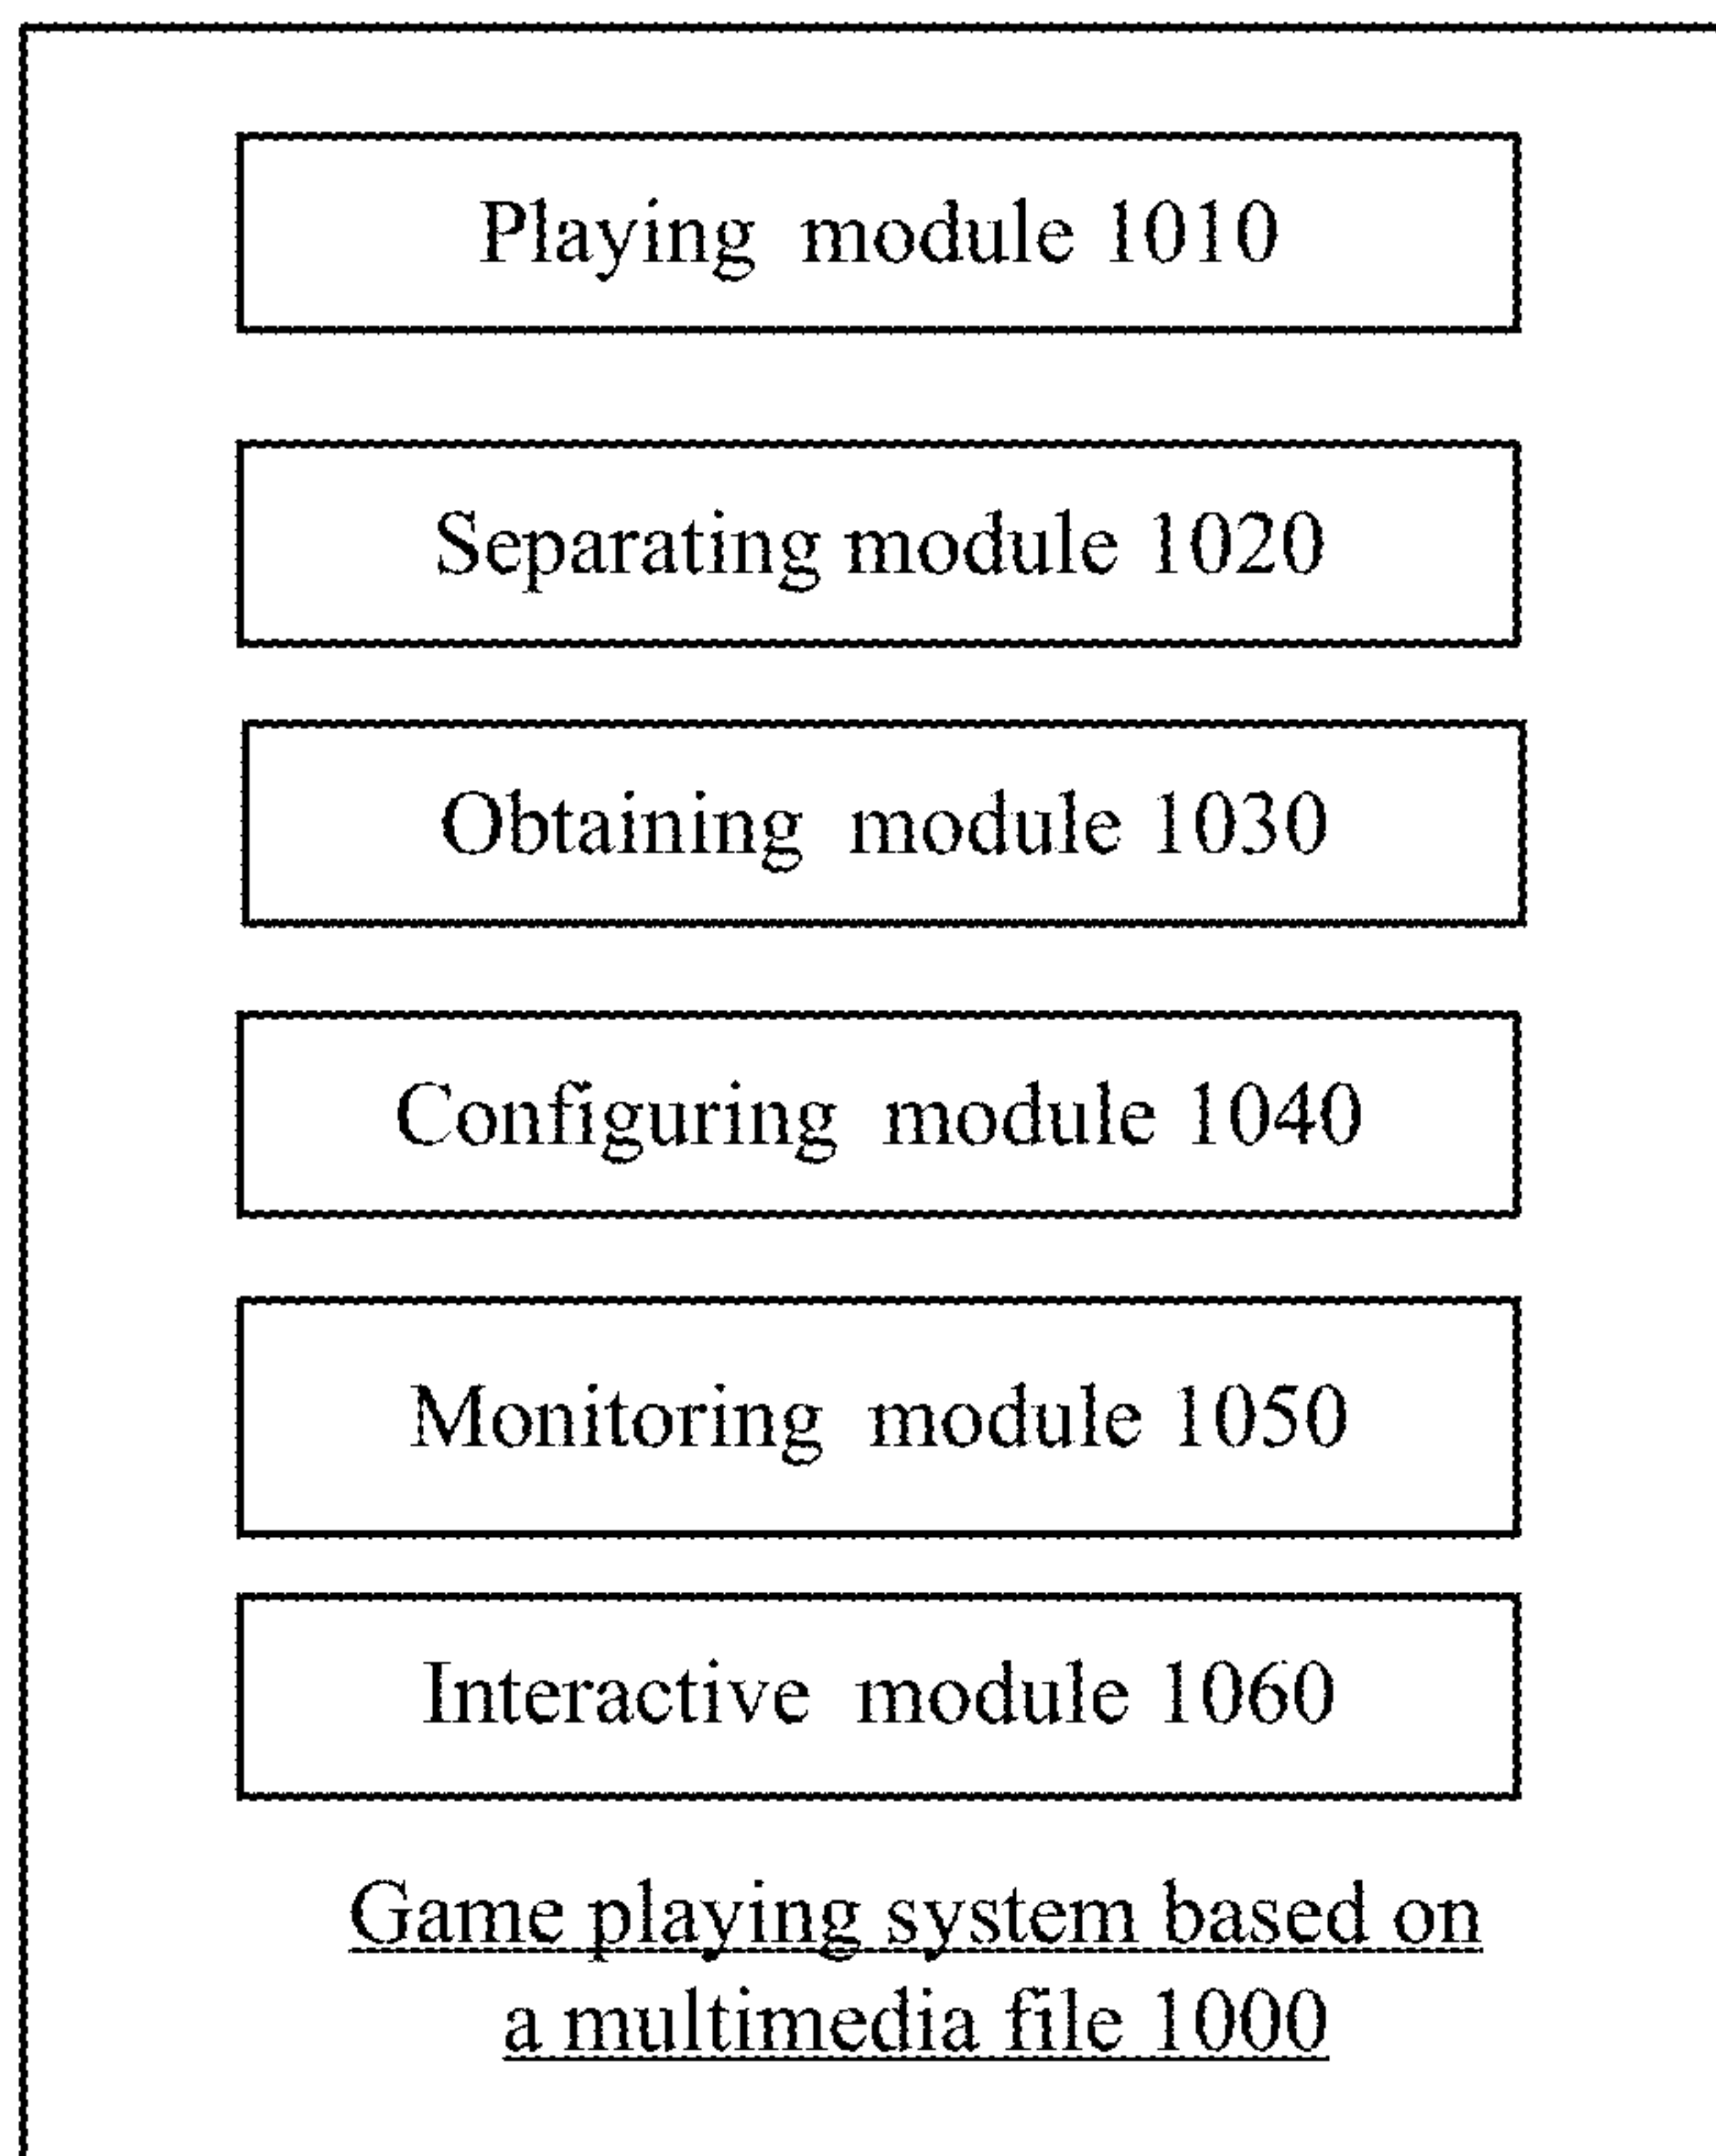 Playing module 1010
Separating module 1020
Obtaining module 1030
Configuring module 1040
Monitoring module 1050
Interactive module 1060
Game playing system based on
a multimedia file 1000